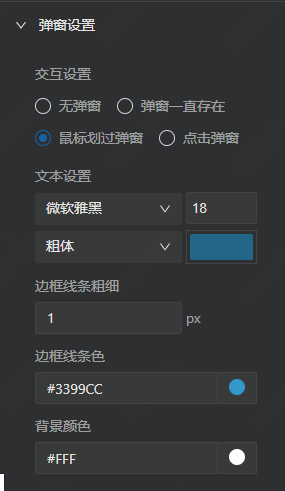 弹窗设置
交互设置
无弹窗 弹窗一直存在
鼠标划过弹窗 点击弹窗
文本设置
微软雅黑 18
粗体
边框线条粗细
1 px
边框线条色
#3399CC
背景颜色
#FFF